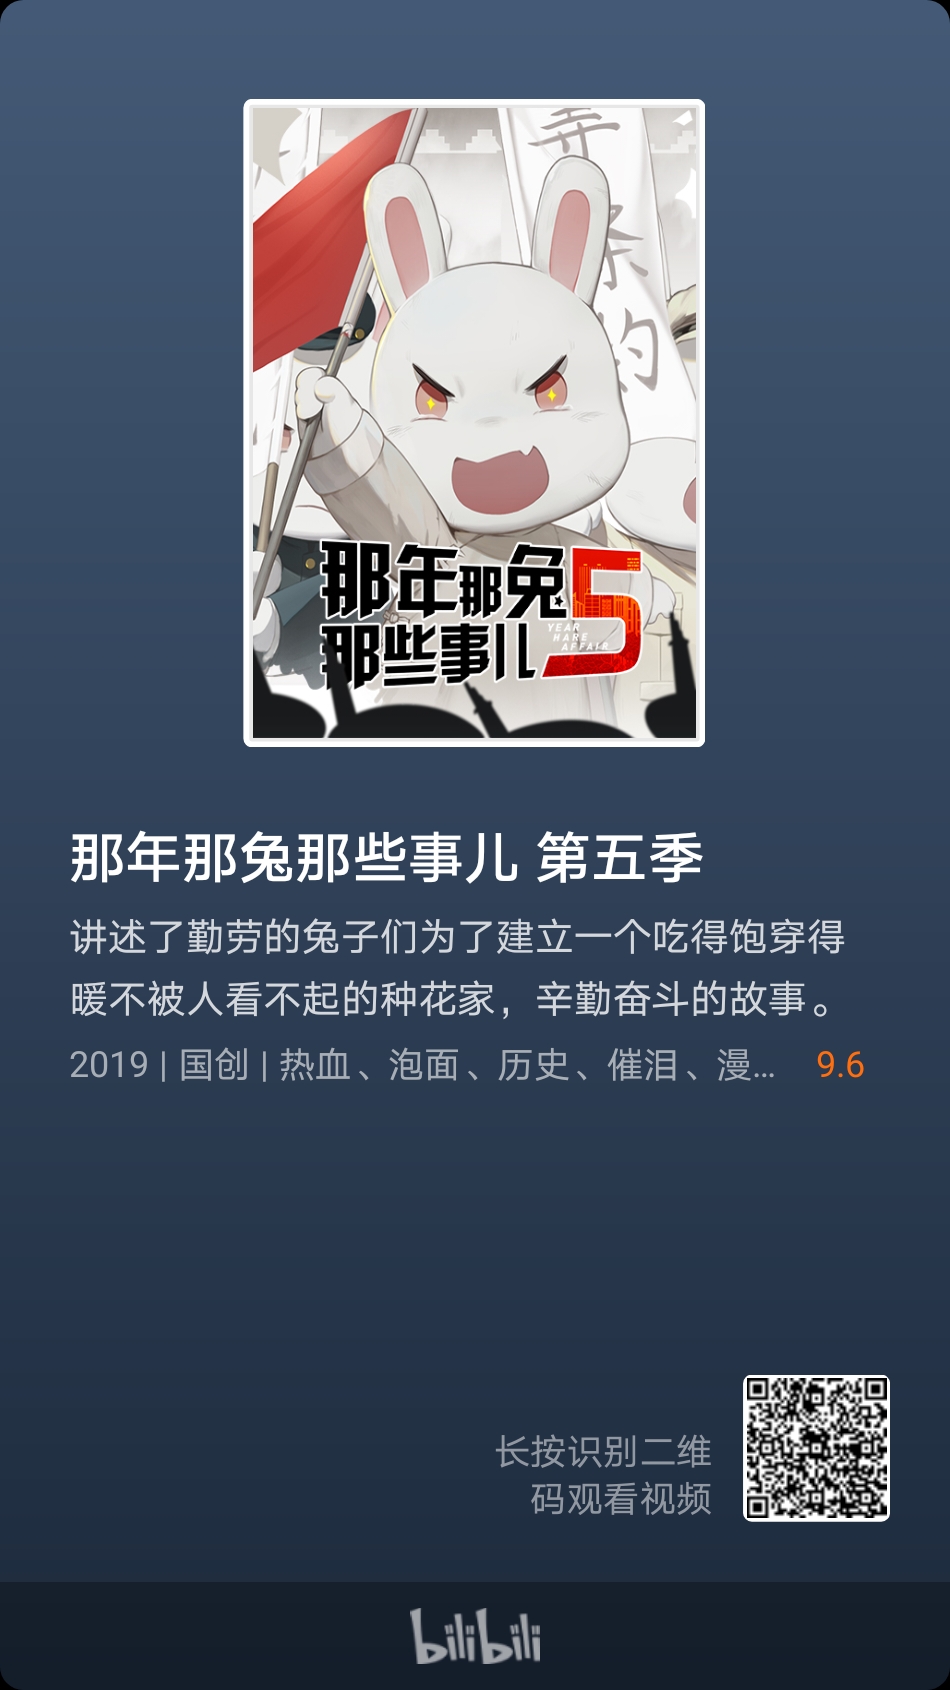 弃
条
约
那年那兔5
YEAR
HARE
AFFAIR
那些事儿
那年那兔那些事儿 第五季
讲述了勤劳的兔子们为了建立一个吃得饱穿得
暖不被人看不起的种花家，辛勤奋斗的故事。
2019 | 国创 | 热血、泡面、历史、催泪、漫... 9.6
长按识别二维
码观看视频
bilibili